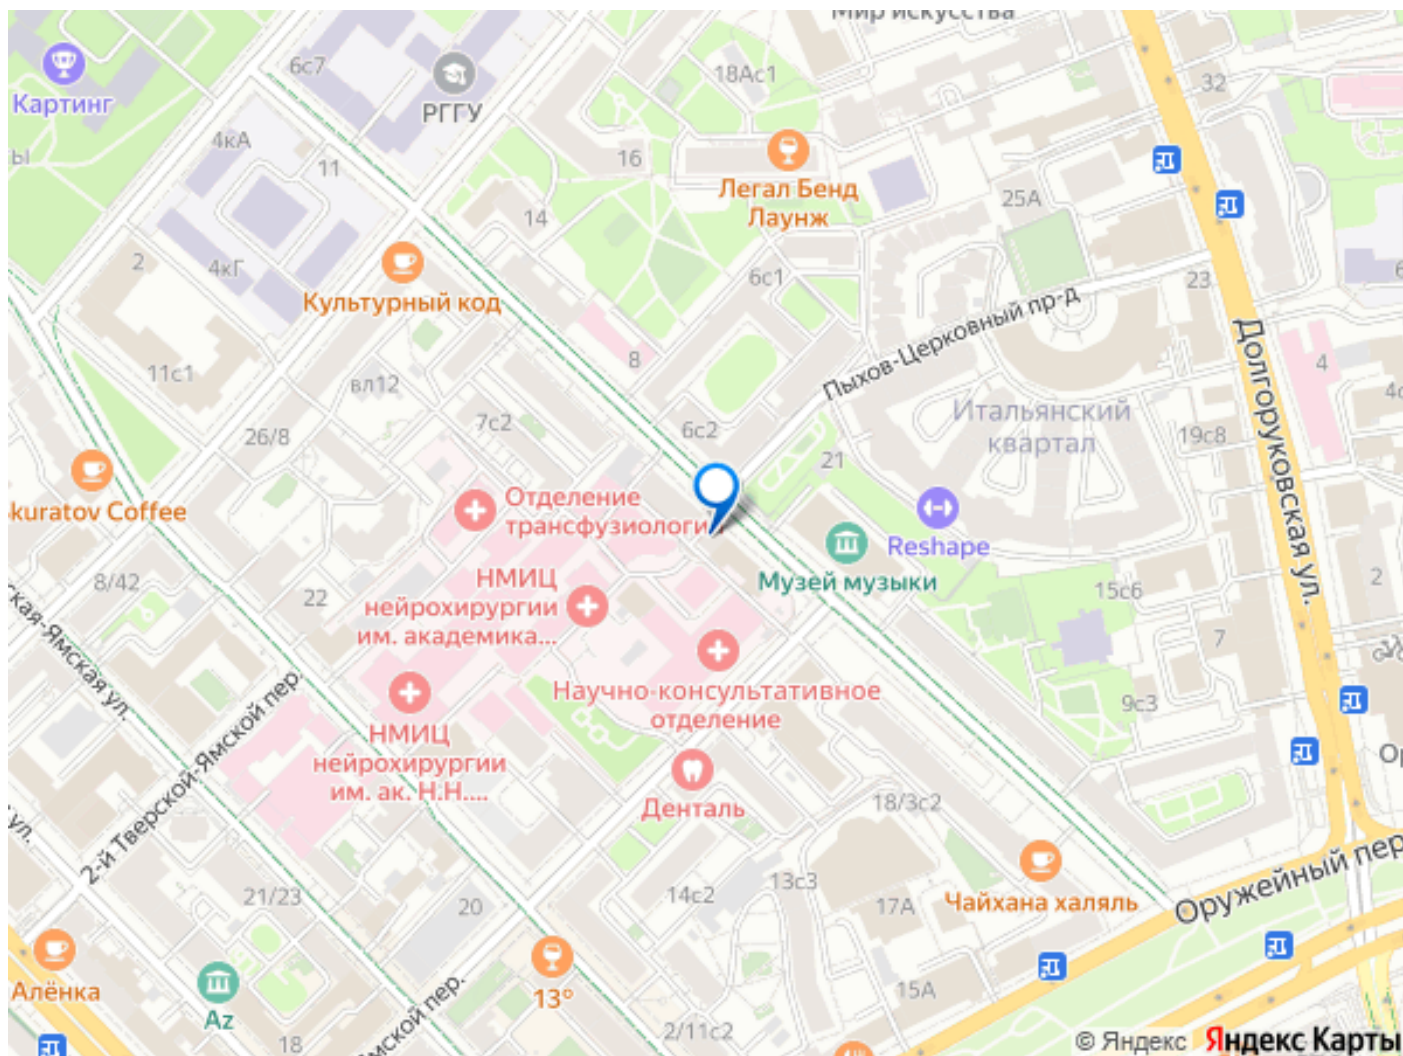 Мир искусства
6с7
18Ас1
32
Картинг
РГГУ
4кА
11
16
Легал Бенд
Лаунж
25А
14
2
4кГ
6с1
23
Культурный код
Пыхов-Церковный пр-д
Долгоруковская ул.
8
4
11с1
вл12
4с
Итальянский
квартал
7с2
6с2
19с8
26/8
21
kuratov Coffee
Отделение
трансфузиологи
Reshape
Музей музыки
НМИЦ
нейрохирургии
им. академика...
8/42
22
15с6
2
7
ская-Ямская ул.
Научно-консультативное
отделение
9с3
2-й Тверской-Ямской пер.
НМИЦ
нейрохирургии
им. ак. Н.Н....
Ор
Денталь
18/3с2
ул.
Оружейный пер
21/23
20
14с2
13с3
17А
Чайхана халяль
Алёнка
Az
13°
15А
мской пер.
18
2/11с2
© Яндекс Яндекс Карты